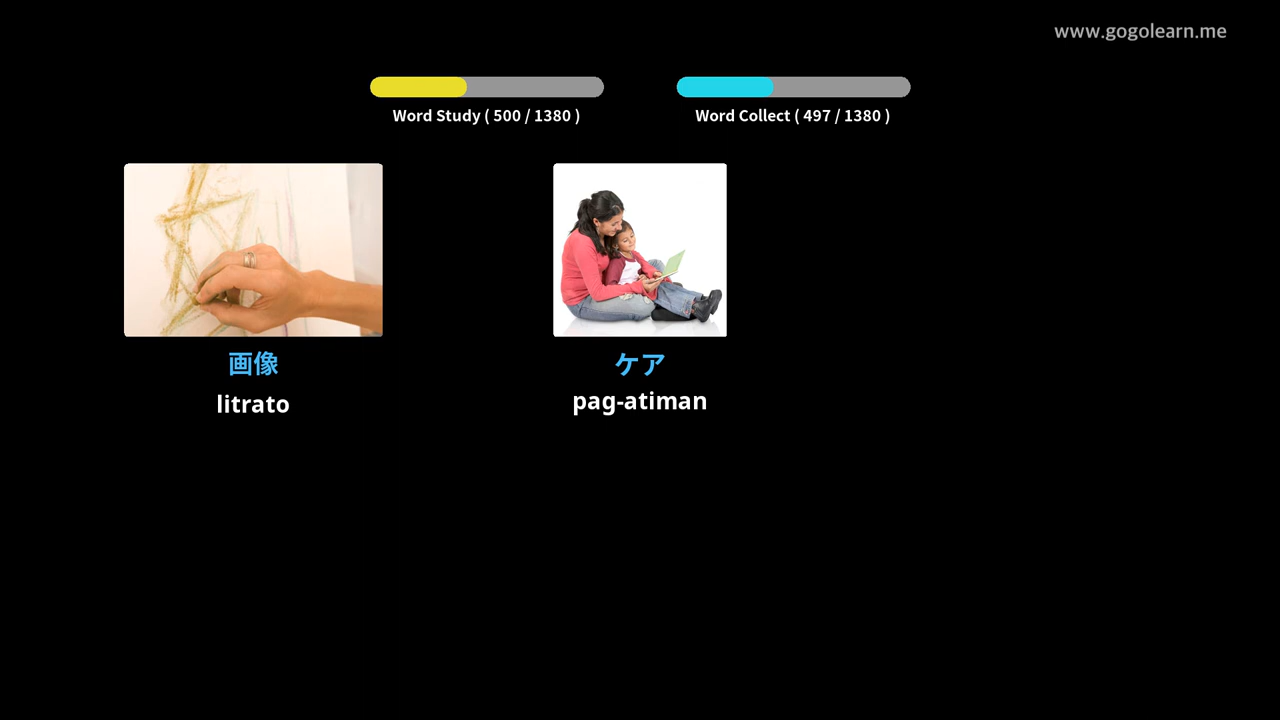 www.gogolearn.me
Word Study ( 500 / 1380 )
Word Collect ( 497 / 1380 )
画像
litrato
ケア
pag-atiman